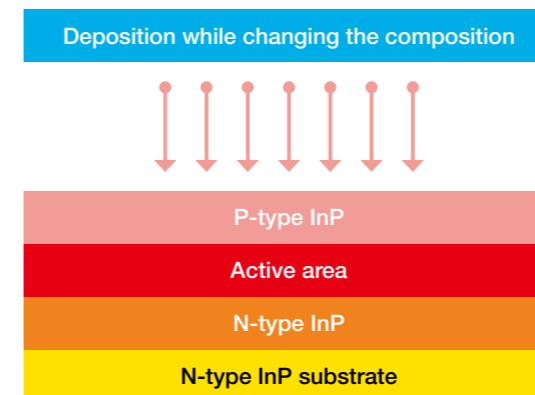 Deposition while changing the composition
P-type InP
Active area
N-type InP
N-type InP substrate